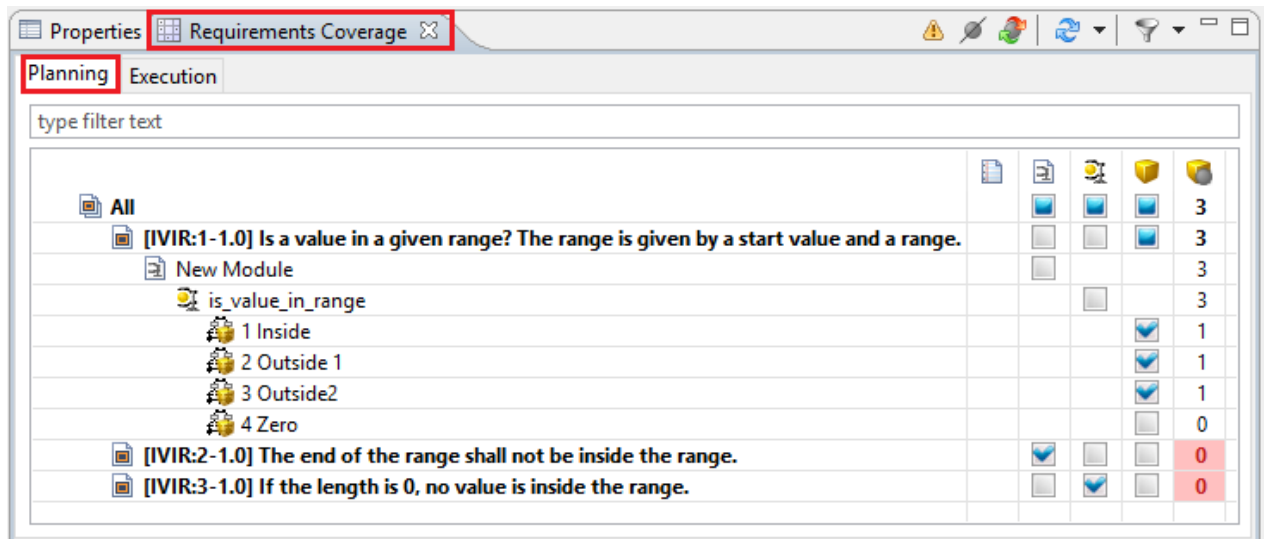 Properties Requirements Coverage
Planning Execution
type filter text
All 3
[IVIR:1-1.0] Is a value in a given range? The range is given by a start value and a range. 3
New Module 3
is_value_in_range 3
1 Inside 1
2 Outside 1 1
3 Outside2 1
4 Zero 0
[IVIR:2-1.0] The end of the range shall not be inside the range. 0
[IVIR:3-1.0] If the length is 0, no value is inside the range. 0